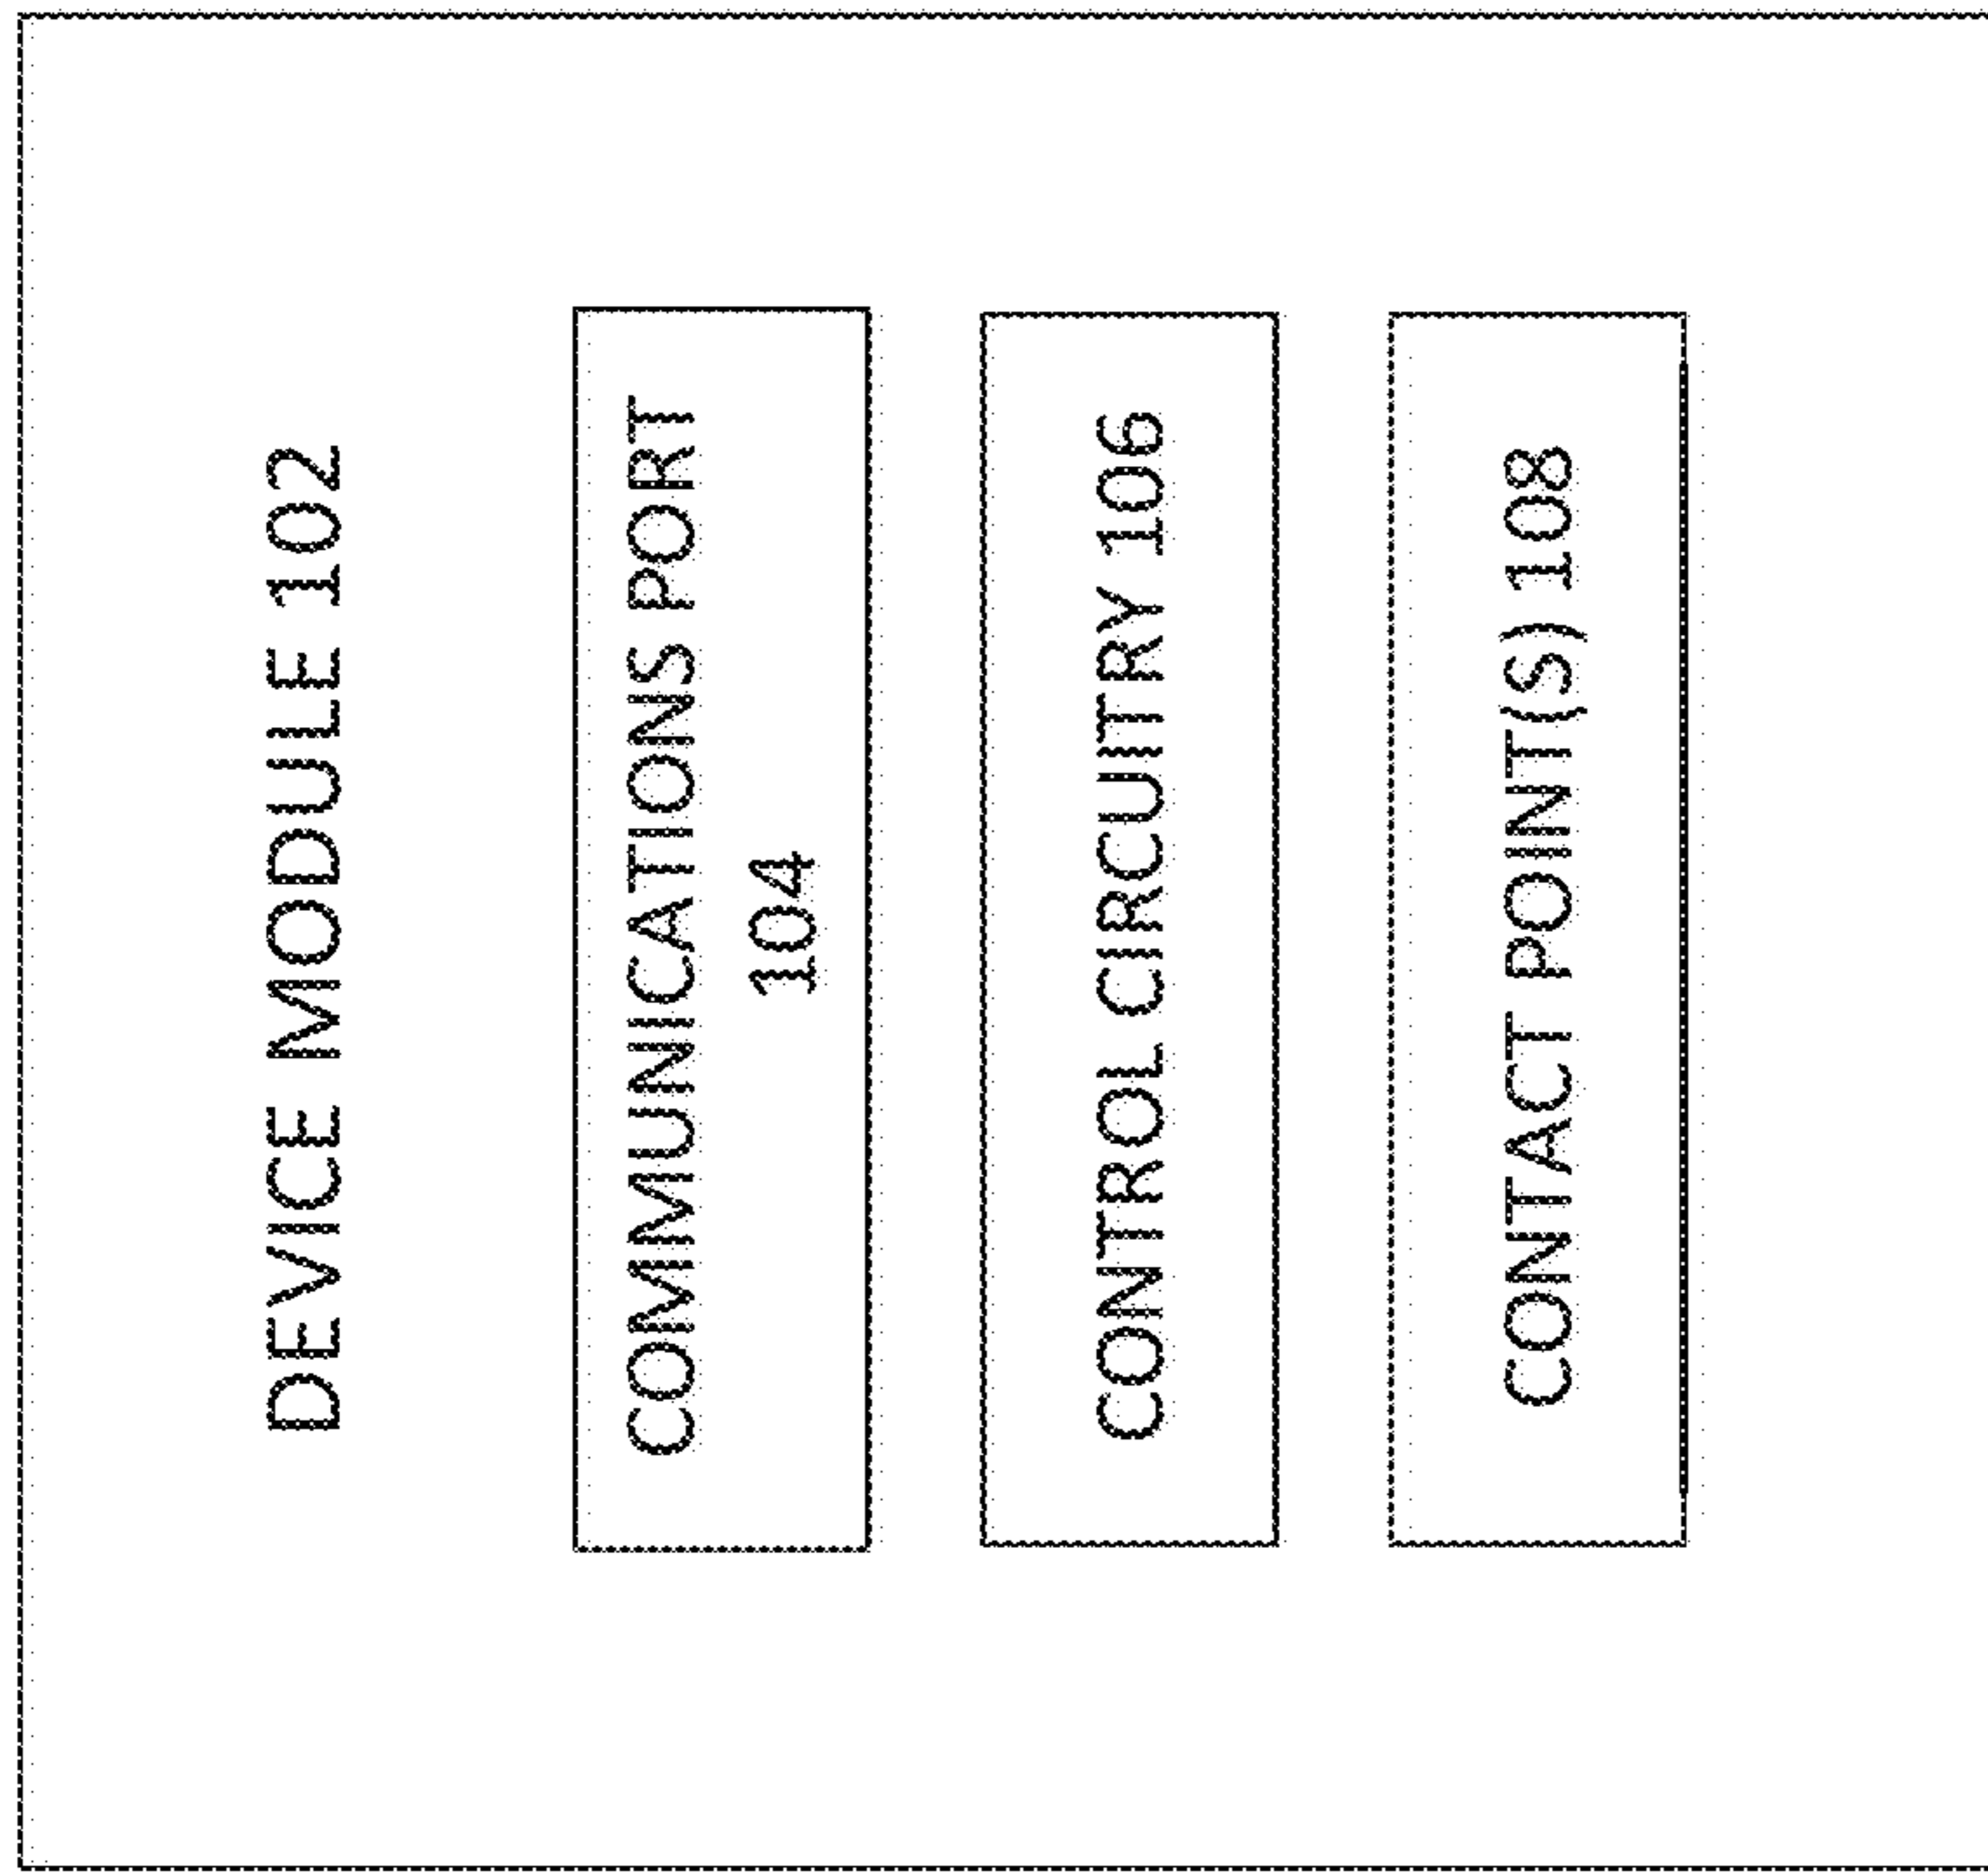 DEVICE MODULE 102
COMMUNICATIONS PORT
104
CONTROL CIRCUITRY 106
CONTACT POINT(S) 108